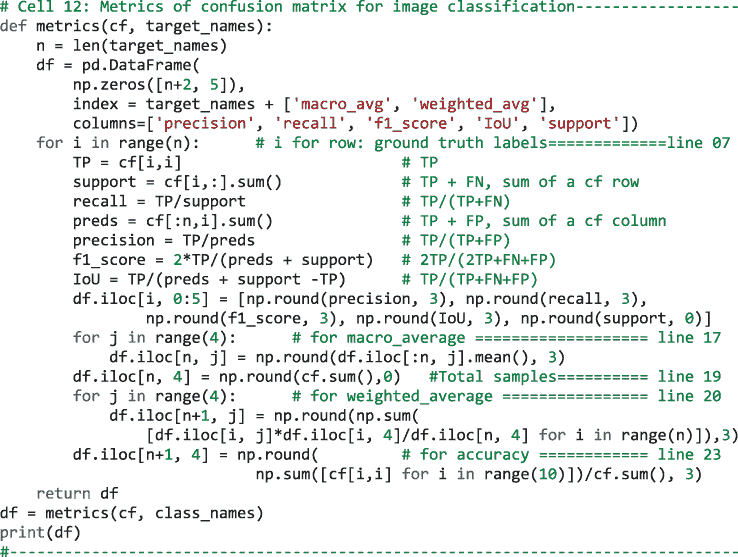 # Cell 12: Metrics of confusion matrix for image classification------------------
def metrics(cf, target_names):
    n = len(target_names)
    df = pd.DataFrame(
        np.zeros([n+2, 5]),
        index = target_names + ['macro_avg', 'weighted_avg'],
        columns=['precision', 'recall', 'f1_score', 'IoU', 'support'])
    for i in range(n):      # i for row: ground truth labels=============line 07
        TP = cf[i,i]                        # TP
        support = cf[i,:].sum()             # TP + FN, sum of a cf row
        recall = TP/support                 # TP/(TP+FN)
        preds = cf[:n,i].sum()              # TP + FP, sum of a cf column
        precision = TP/preds                # TP/(TP+FP)
        f1_score = 2*TP/(preds + support)   # 2TP/(2TP+FN+FP)
        IoU = TP/(preds + support -TP)      # TP/(TP+FN+FP)
        df.iloc[i, 0:5] = [np.round(precision, 3), np.round(recall, 3),
                np.round(f1_score, 3), np.round(IoU, 3), np.round(support, 0)]
        for j in range(4):      # for macro_average =================== line 17
            df.iloc[n, j] = np.round(df.iloc[:n, j].mean(), 3)
        df.iloc[n, 4] = np.round(cf.sum(),0)   #Total samples========== line 19
        for j in range(4):      # for weighted_average ================ line 20
            df.iloc[n+1, j] = np.round(np.sum(
                [df.iloc[i, j]*df.iloc[i, 4]/df.iloc[n, 4] for i in range(n)]),3)
        df.iloc[n+1, 4] = np.round(         # for accuracy ============ line 23
                            np.sum([cf[i,i] for i in range(10)])/cf.sum(), 3)
    return df
df = metrics(cf, class_names)
print(df)
#-------------------------------------------------------------------------------